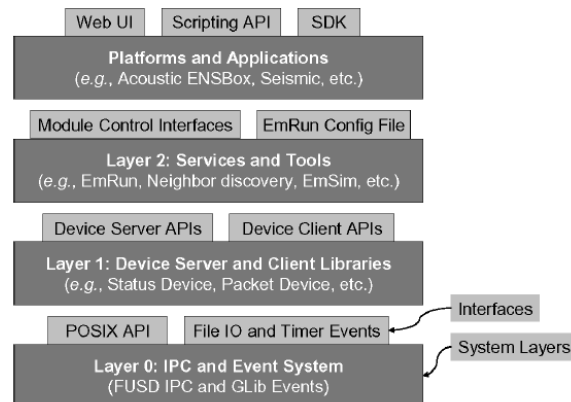 Web UI
Scripting API
SDK
Platforms and Applications
(e.g., Acoustic ENSBox, Seismic, etc.)
Module Control Interfaces
EmRun Config File
Layer 2: Services and Tools
(e.g., EmRun, Neighbor discovery, EmSim, etc.)
Device Server APIs
Device Client APIs
Layer 1: Device Server and Client Libraries
(e.g., Status Device, Packet Device, etc.)
Interfaces
POSIX API
File IO and Timer Events
System Layers
Layer 0: IPC and Event System
(FUSD IPC and GLib Events)